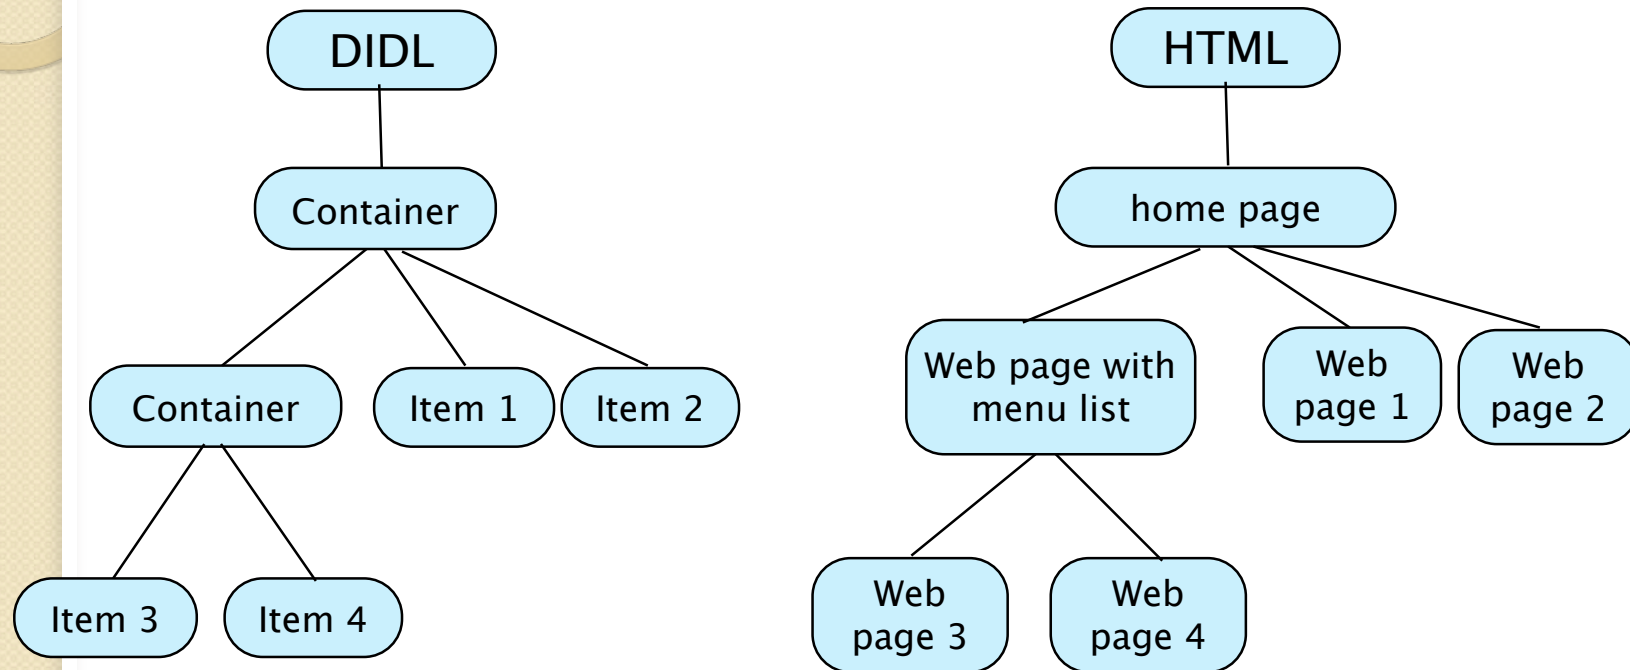 DIDL
Container
Container
Item 1
Item 2
Item 3
Item 4
HTML
home page
Web page with
menu list
Web
page 1
Web
page 2
Web
page 3
Web
page 4